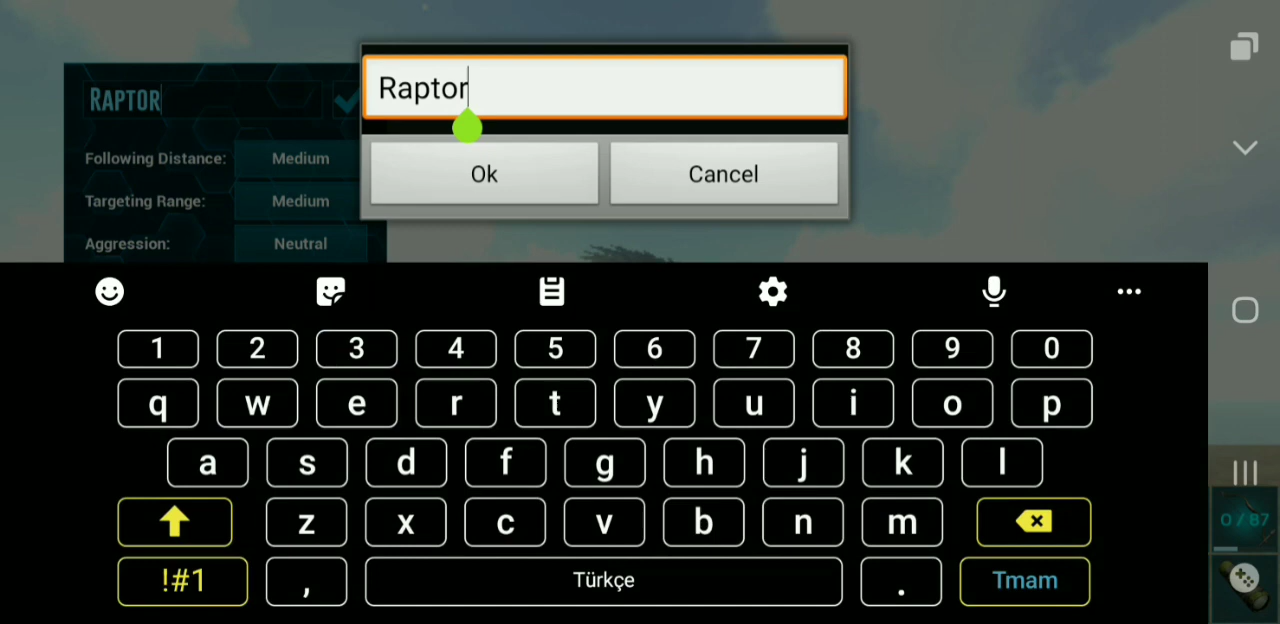 Raptor
Ok Cancel
RAPTOR
Following Distance: Medium
Targeting Range: Medium
Aggression: Neutral
1 2 3 4 5 6 7 8 9 0
q w e r t y u i o p
a s d f g h j k l
z x c v b n m
!#1 , Türkçe . Tmam
0 / 87